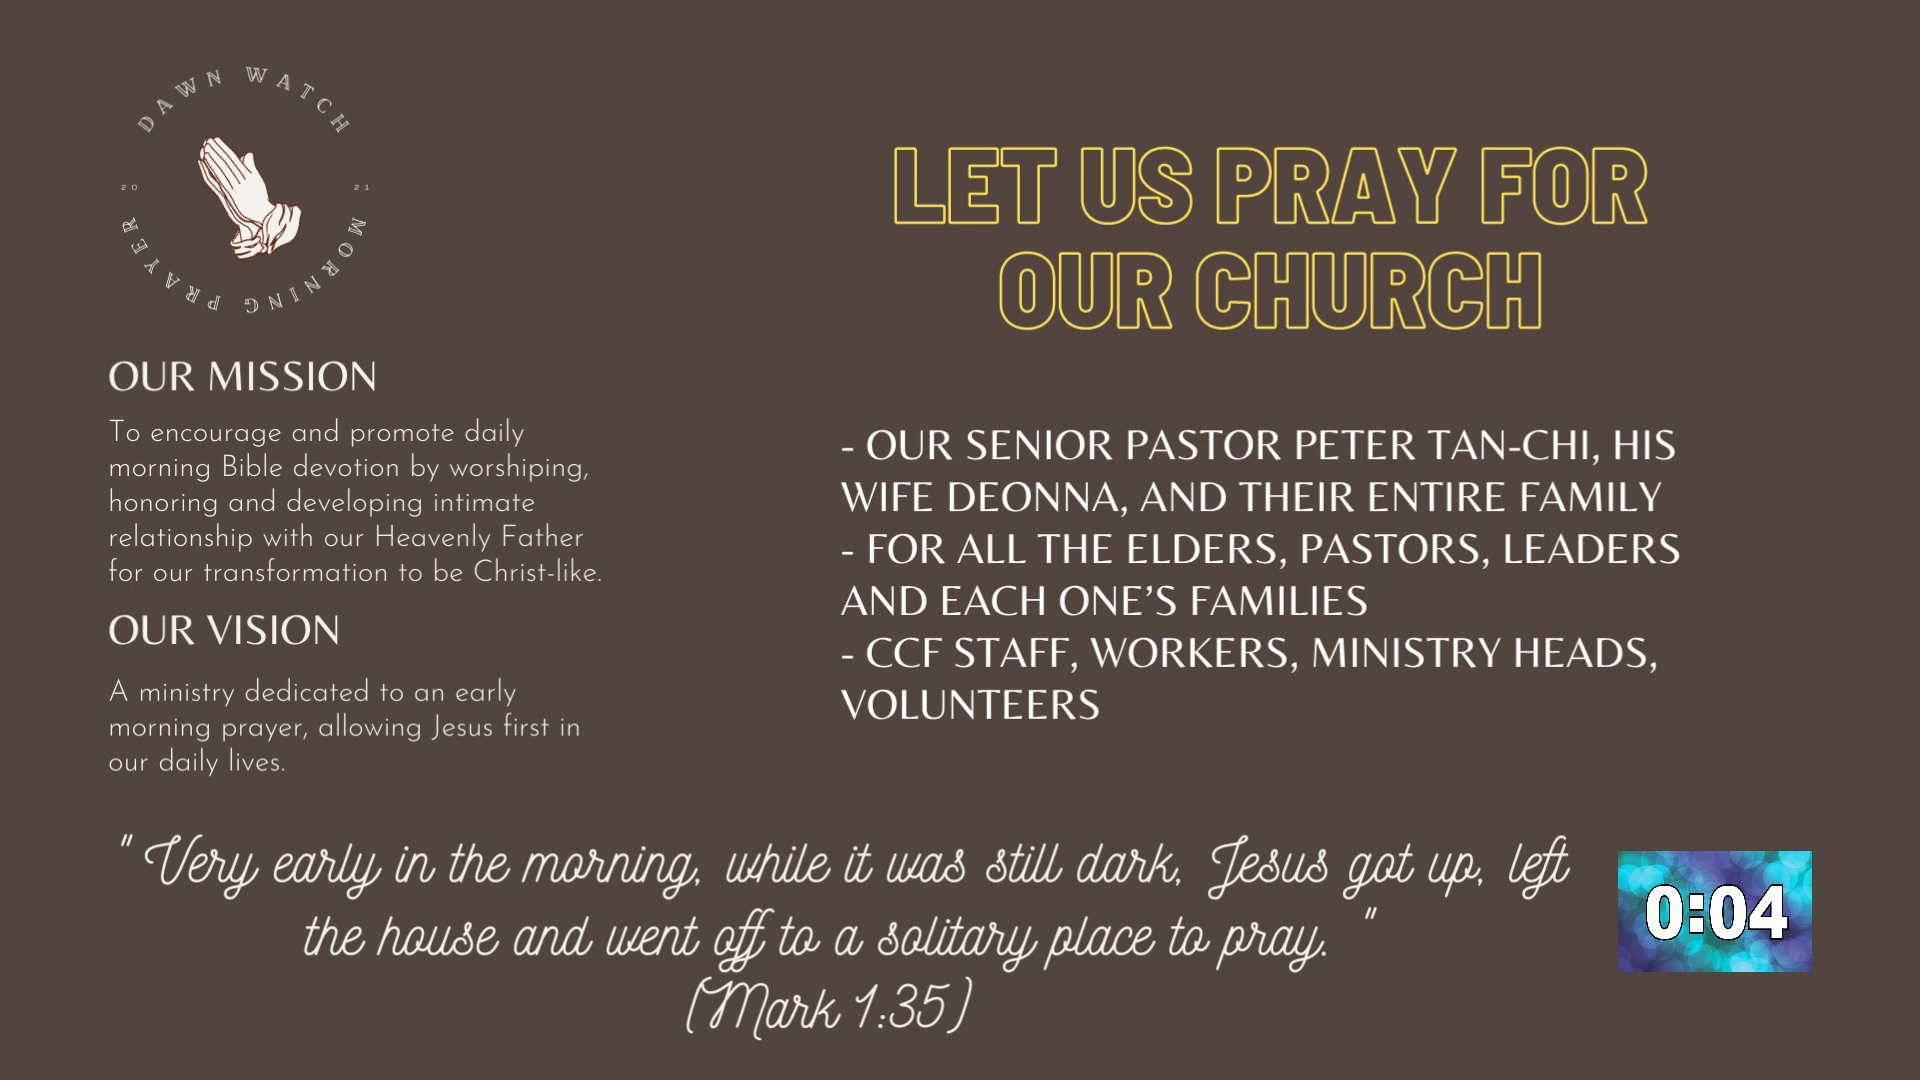 DAWN WATCH
20 21
MORNING PRAYER
OUR MISSION
To encourage and promote daily
morning Bible devotion by worshiping,
honoring and developing intimate
relationship with our Heavenly Father
for our transformation to be Christ-like.
OUR VISION
A ministry dedicated to an early
morning prayer, allowing Jesus first in
our daily lives.
LET US PRAY FOR
OUR CHURCH
- OUR SENIOR PASTOR PETER TAN-CHI, HIS
WIFE DEONNA, AND THEIR ENTIRE FAMILY
- FOR ALL THE ELDERS, PASTORS, LEADERS
AND EACH ONE’S FAMILIES
- CCF STAFF, WORKERS, MINISTRY HEADS,
VOLUNTEERS
"Very early in the morning, while it was still dark, Jesus got up, left
the house and went off to a solitary place to pray. "
(Mark 1:35)
0:04